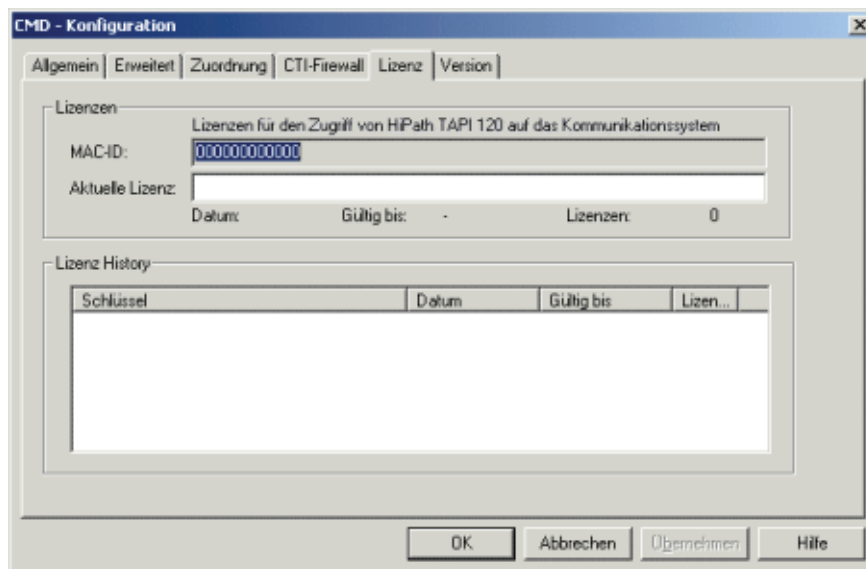 CMD - Konfiguration
Allgemein Erweitert Zuordnung CTI-Firewall Lizenz Version
Lizenzen
Lizenzen für den Zugriff von HiPath TAPI 120 auf das Kommunikationssystem
MAC-ID: 000000000000
Aktuelle Lizenz:
Datum: Gültig bis: - Lizenzen: 0
Lizenz History
Schlüssel Datum Gültig bis Lizen...
OK Abbrechen Übernehmen Hilfe